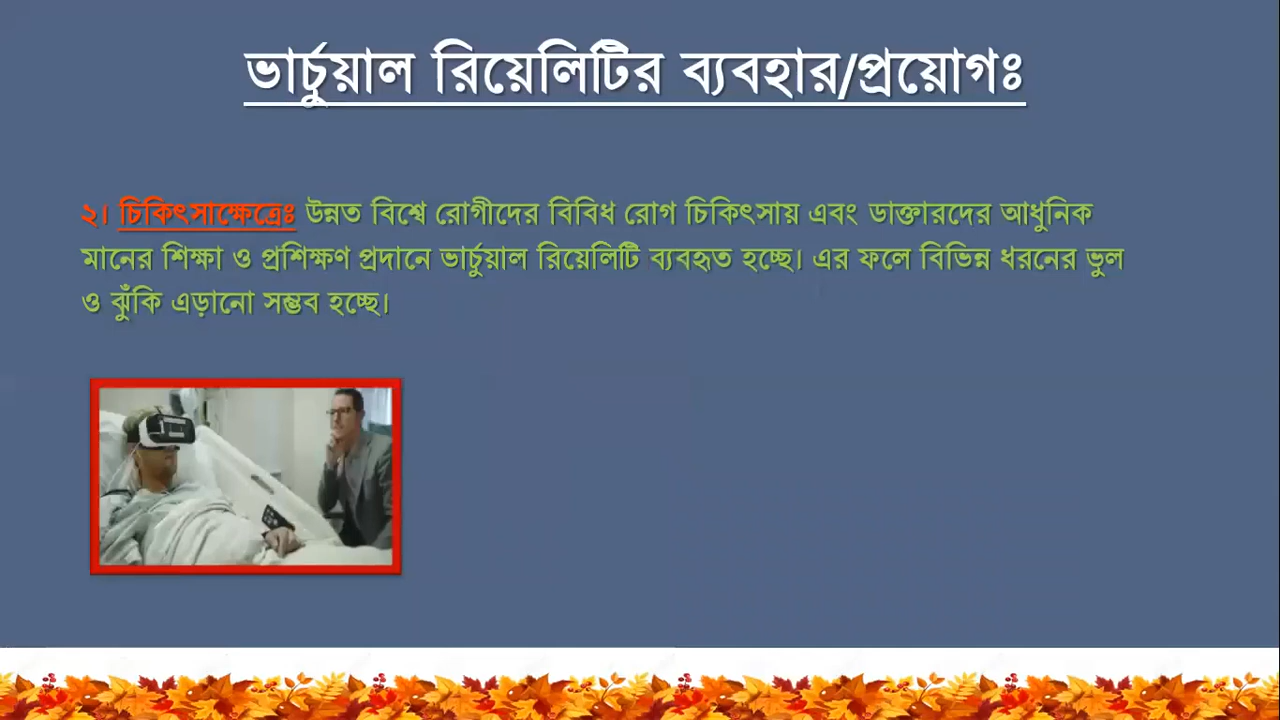 ভার্চুয়াল রিয়েলিটির ব্যবহার/প্রয়োগঃ
২। চিকিৎসাক্ষেত্রেঃ উন্নত বিশ্বে রোগীদের বিবিধ রোগ চিকিৎসায় এবং ডাক্তারদের আধুনিক
মানের শিক্ষা ও প্রশিক্ষণ প্রদানে ভার্চুয়াল রিয়েলিটি ব্যবহৃত হচ্ছে। এর ফলে বিভিন্ন ধরনের ভুল
ও ঝুঁকি এড়ানো সম্ভব হচ্ছে।